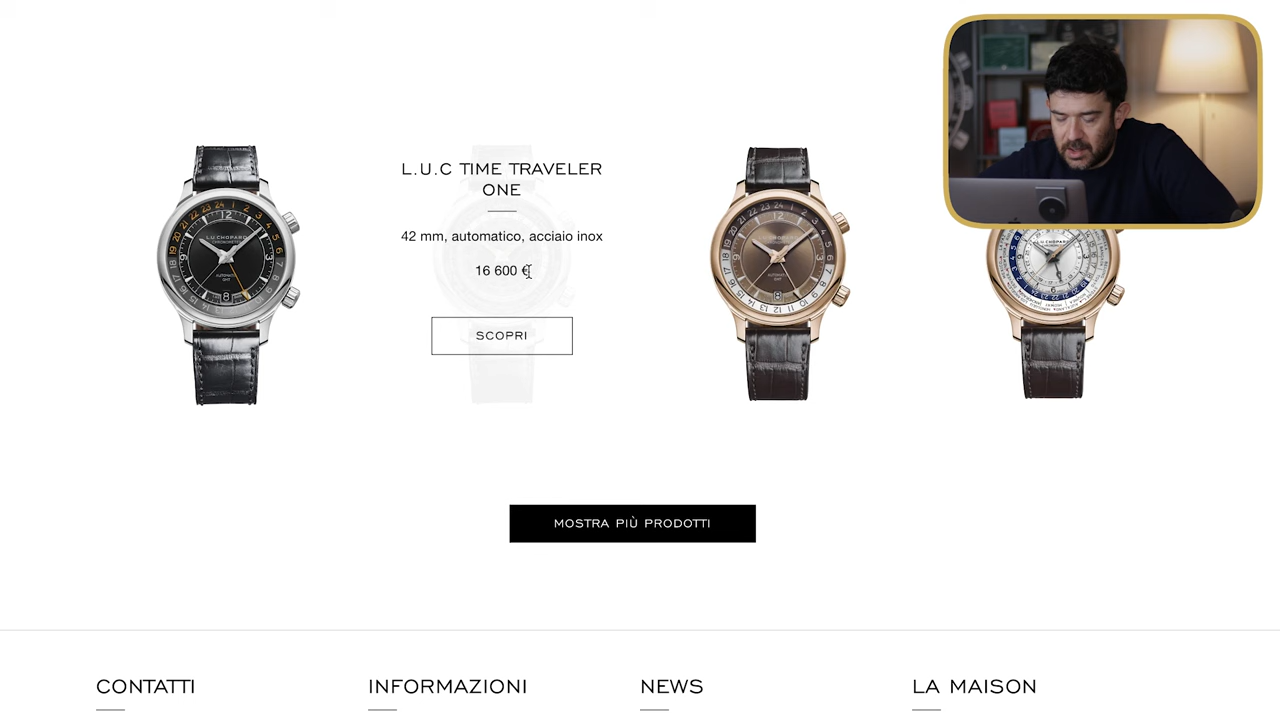 L.U.C TIME TRAVELER
ONE
42 mm, automatico, acciaio inox
16 600 €
SCOPRI
MOSTRA PIÙ PRODOTTI
CONTATTI
INFORMAZIONI
NEWS
LA MAISON